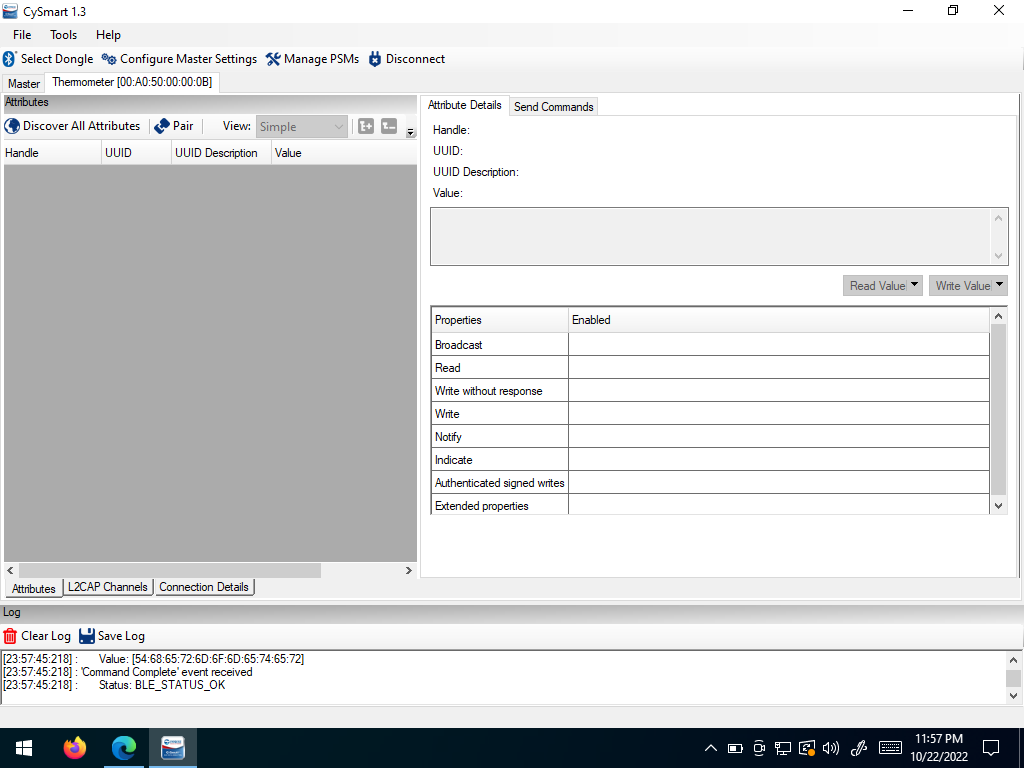 CySmart 1.3
File Tools Help
Select Dongle Configure Master Settings Manage PSMs Disconnect
Master Thermometer [00:A0:50:00:00:0B]
Attributes
Discover All Attributes Pair View: Simple
Handle UUID UUID Description Value
Attributes L2CAP Channels Connection Details
Attribute Details Send Commands
Handle:
UUID:
UUID Description:
Value:
Read Value Write Value
Properties Enabled
Broadcast
Read
Write without response
Write
Notify
Indicate
Authenticated signed writes
Extended properties
Log
Clear Log Save Log
[23:57:45:218] : Value: [54:68:65:72:6D:6F:6D:65:74:65:72]
[23:57:45:218] : 'Command Complete' event received
[23:57:45:218] : Status: BLE_STATUS_OK
11:57 PM
10/22/2022